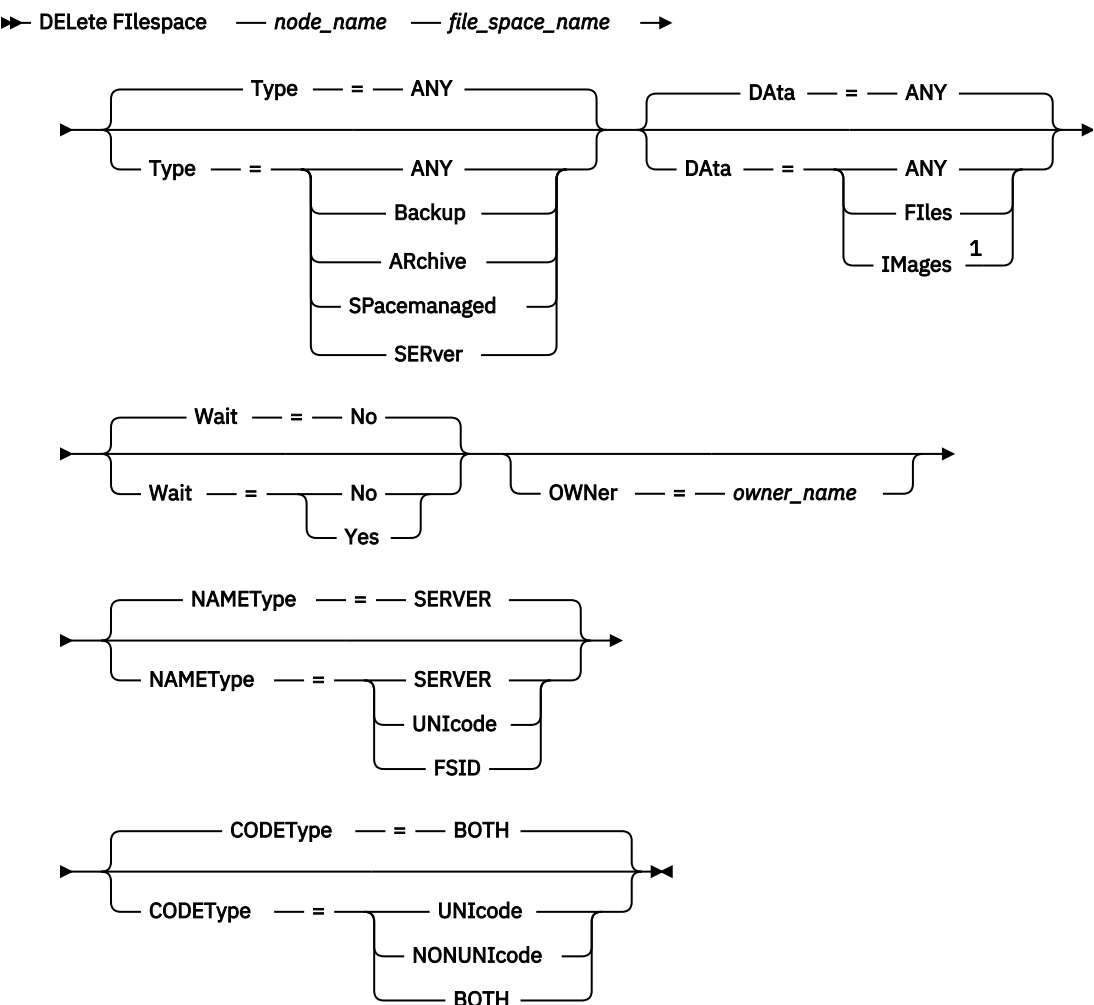 DELete FIlespace node_name file_space_name
Type = ANY DAta = ANY
Type = ANY DAta = ANY
Backup FIles
ARchive IMages 1
SPacemanaged
SERver
Wait = No
Wait = No OWNer = owner_name
Yes
NAMEType = SERVER
NAMEType = SERVER
UNIcode
FSID
CODEType = BOTH
CODEType = UNIcode
NONUNIcode
BOTH